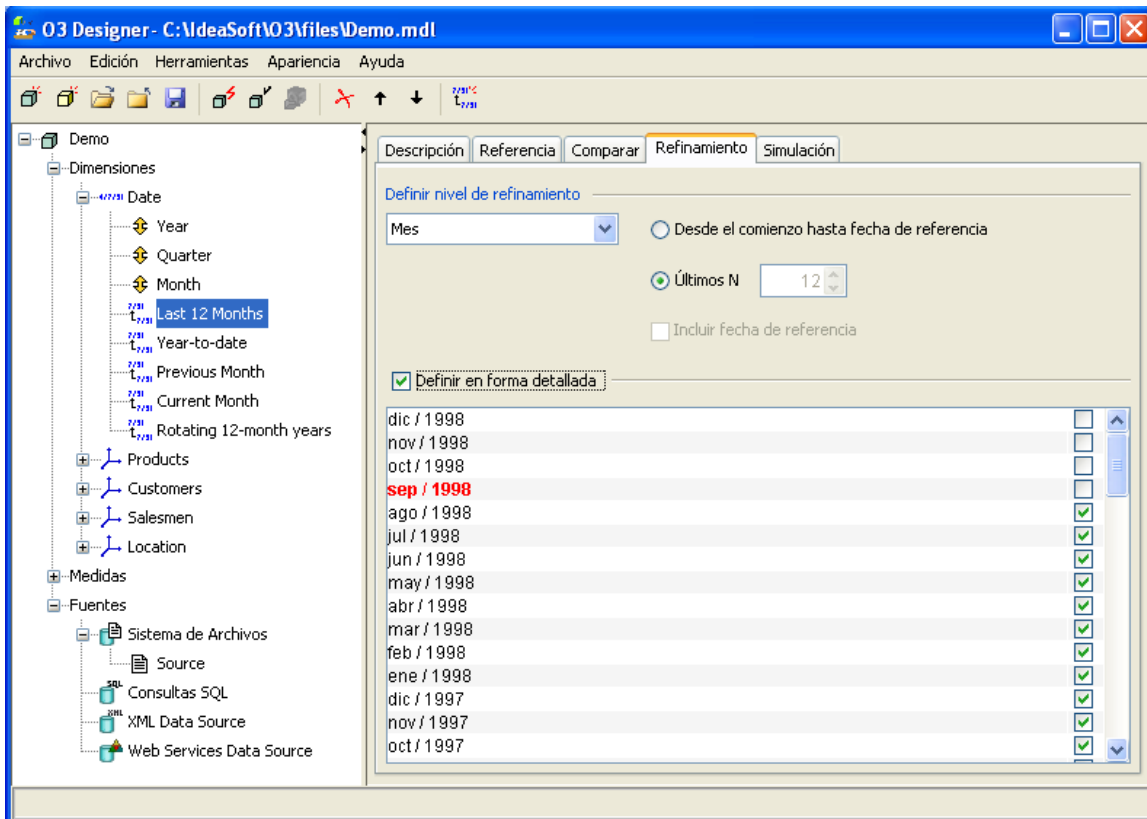 O3 Designer - C:\IdeaSoft\O3\files\Demo.mdl
Archivo Edición Herramientas Apariencia Ayuda
Demo
Dimensiones
Date
Year
Quarter
Month
Last 12 Months
Year-to-date
Previous Month
Current Month
Rotating 12-month years
Products
Customers
Salesmen
Location
Medidas
Fuentes
Sistema de Archivos
Source
SQL Consultas SQL
XML XML Data Source
Web Services Data Source
Descripción Referencia Comparar Refinamiento Simulación
Definir nivel de refinamiento
Mes
Desde el comienzo hasta fecha de referencia
Últimos N 12
Incluir fecha de referencia
Definir en forma detallada
dic / 1998
nov / 1998
oct / 1998
sep / 1998
ago / 1998
jul / 1998
jun / 1998
may / 1998
abr / 1998
mar / 1998
feb / 1998
ene / 1998
dic / 1997
nov / 1997
oct / 1997